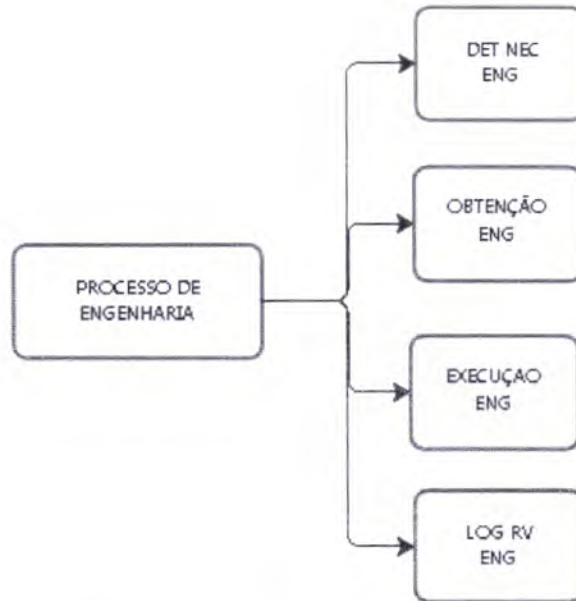 DET NEC
ENG
OBTENÇÃO
ENG
PROCESSO DE
ENGENHARIA
EXECUÇAO
ENG
LOG RV
ENG